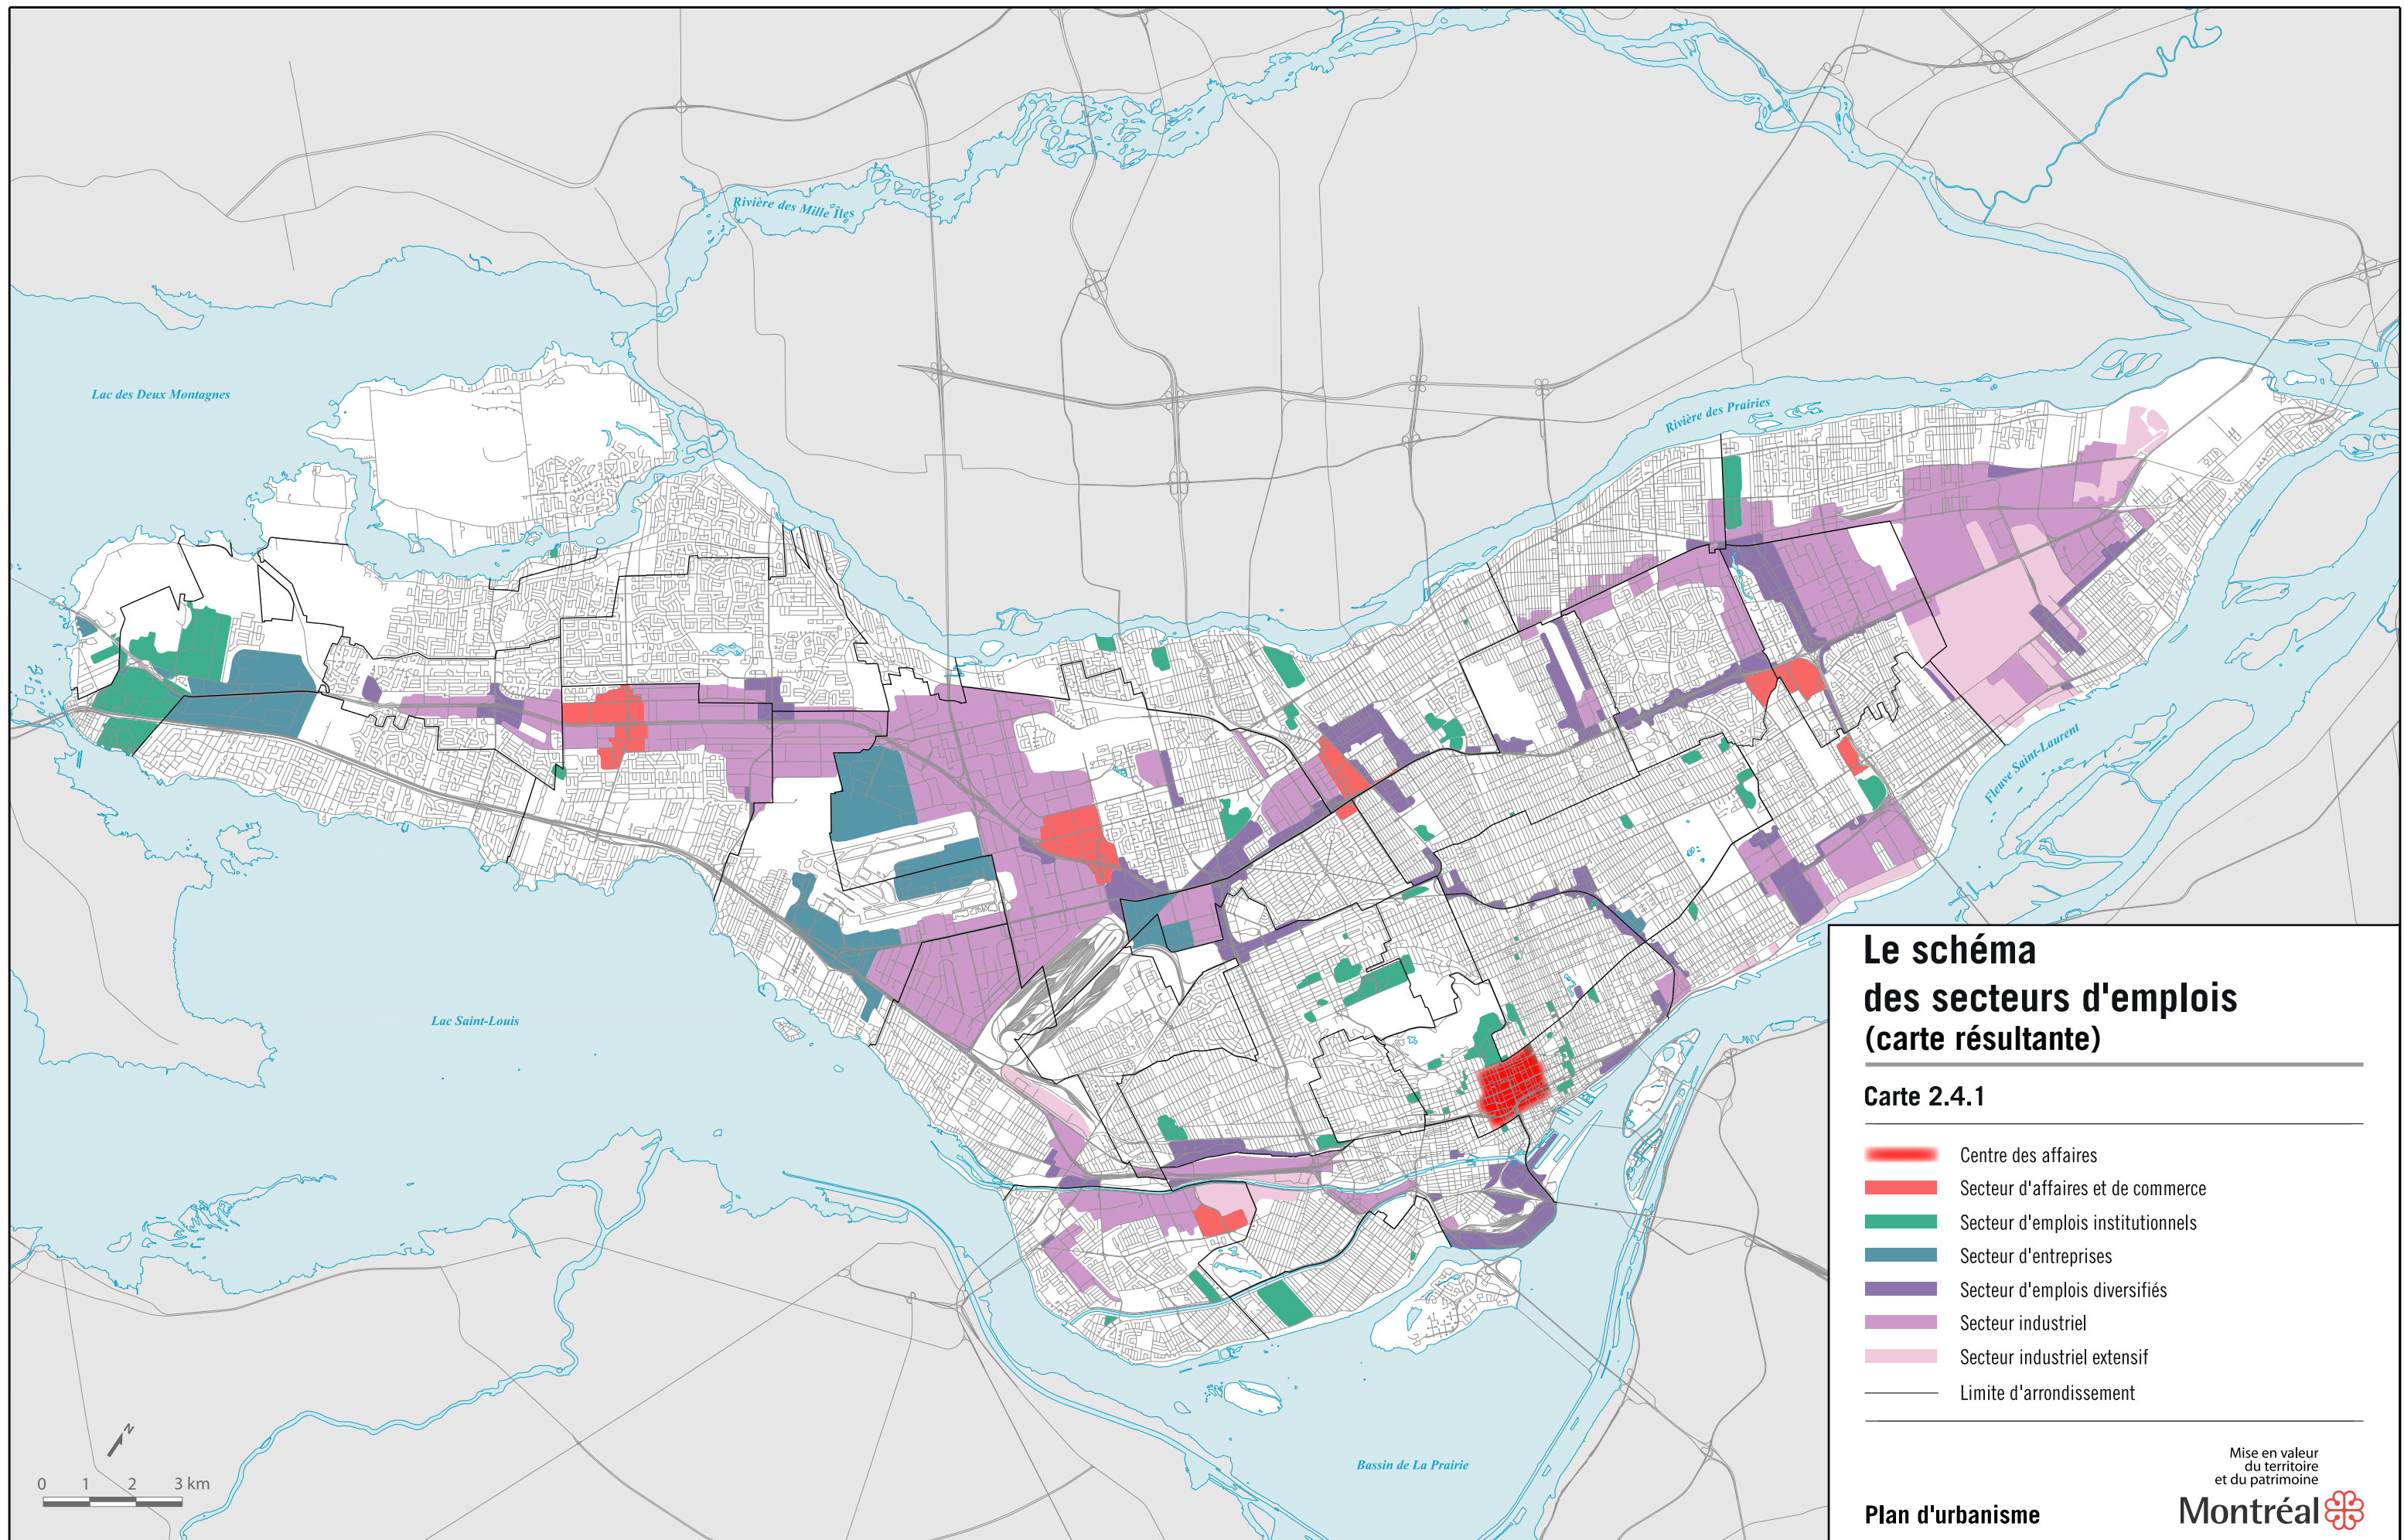 Rivière des Mille Îles
Lac des Deux Montagnes
Rivière des Prairies
Fleuve Saint-Laurent
Lac Saint-Louis
Bassin de La Prairie
N
0 1 2 3 km
Le schéma
des secteurs d'emplois
(carte résultante)
Carte 2.4.1
Centre des affaires
Secteur d'affaires et de commerce
Secteur d'emplois institutionnels
Secteur d'entreprises
Secteur d'emplois diversifiés
Secteur industriel
Secteur industriel extensif
Limite d'arrondissement
Mise en valeur
du territoire
et du patrimoine
Plan d'urbanisme
Montréal